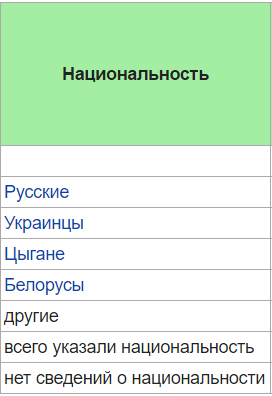 Национальность
Русские
Украинцы
Цыгане
Белорусы
другие
всего указали национальность
нет сведений о национальности